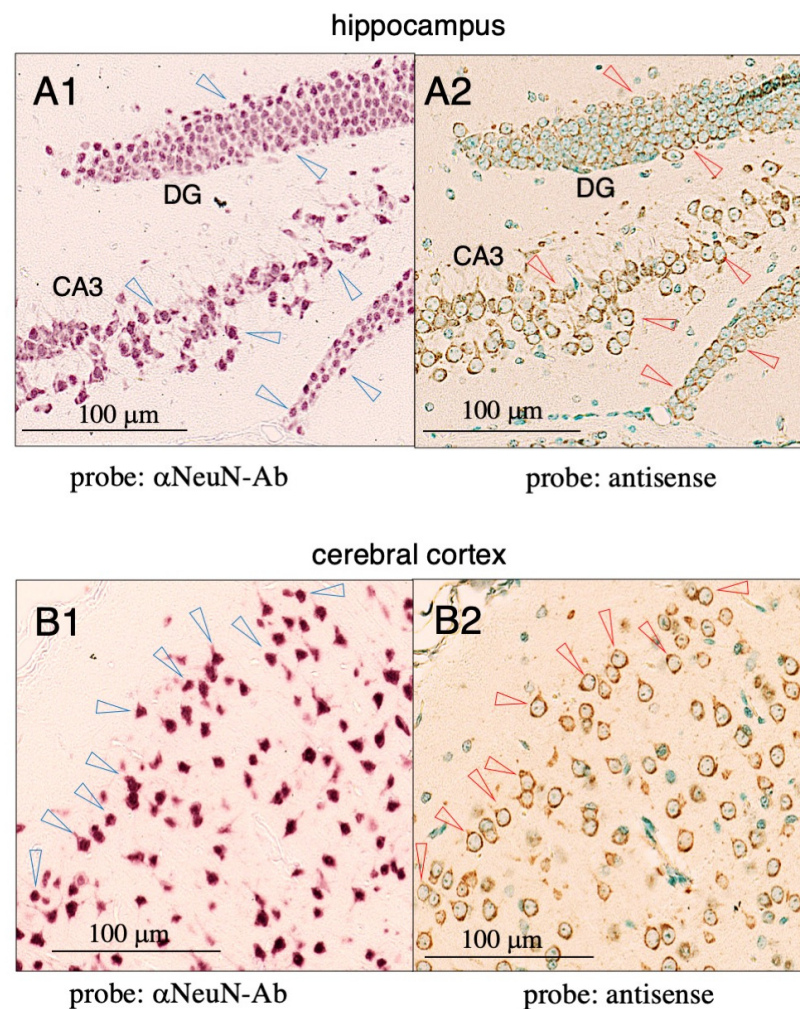 hippocampus
A1
A2
DG
DG
CA3
CA3
100 μm
100 μm
probe: αNeuN-Ab
probe: antisense
cerebral cortex
B1
B2
100 μm
100 μm
probe: αNeuN-Ab
probe: antisense